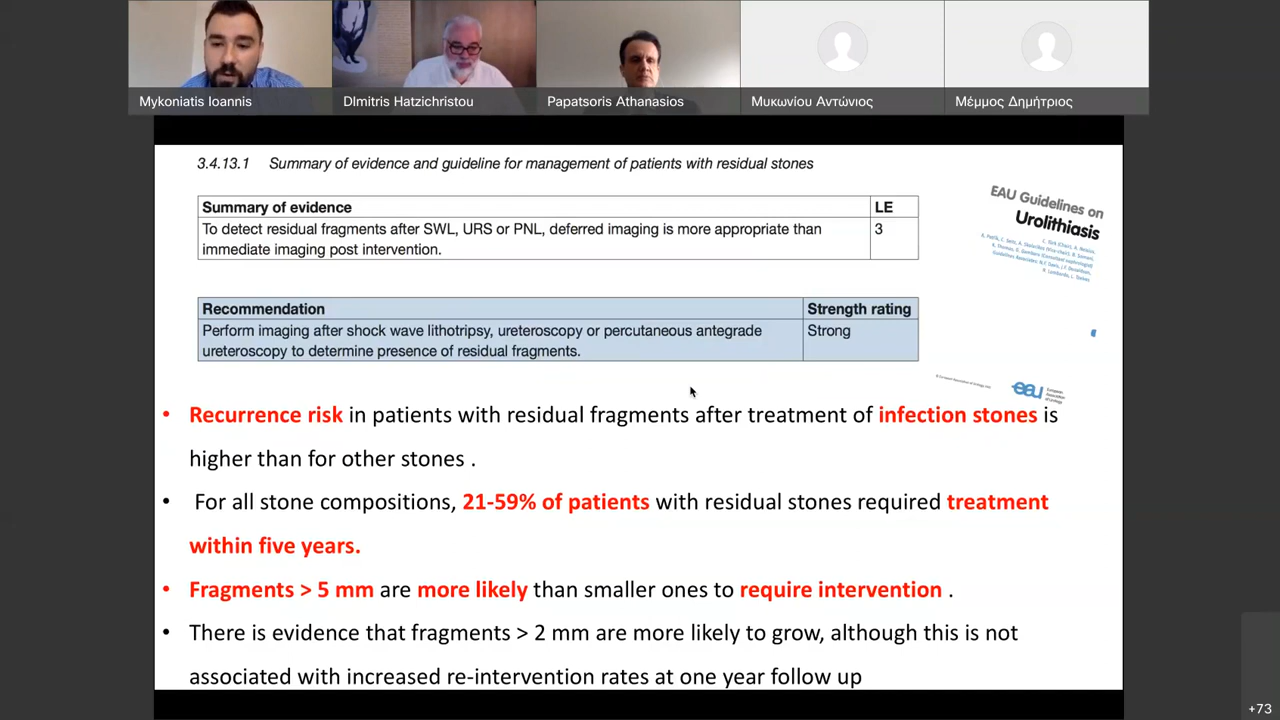 Mykoniatis Ioannis
DImitris Hatzichristou
Papatsoris Athanasios
Μυκωνίου Αντώνιος
Μέμμος Δημήτριος
3.4.13.1 Summary of evidence and guideline for management of patients with residual stones
Summary of evidence LE
To detect residual fragments after SWL, URS or PNL, deferred imaging is more appropriate than 3
immediate imaging post intervention.
Recommendation Strength rating
Perform imaging after shock wave lithotripsy, ureteroscopy or percutaneous antegrade Strong
ureteroscopy to determine presence of residual fragments.
EAU Guidelines on
Urolithiasis
eau European
Association
of Urology
• Recurrence risk in patients with residual fragments after treatment of infection stones is
higher than for other stones .
• For all stone compositions, 21-59% of patients with residual stones required treatment
within five years.
• Fragments > 5 mm are more likely than smaller ones to require intervention .
• There is evidence that fragments > 2 mm are more likely to grow, although this is not
associated with increased re-intervention rates at one year follow up
+73